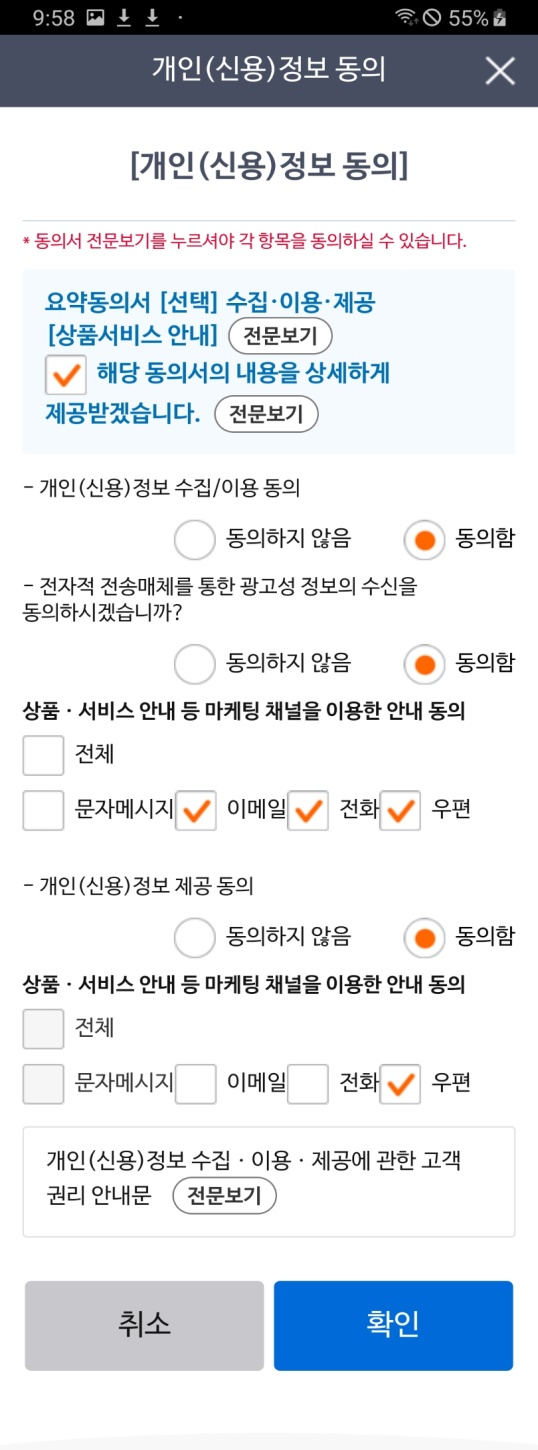 9:58
55%
개인(신용)정보 동의
[개인(신용)정보 동의]
* 동의서 전문보기를 누르셔야 각 항목을 동의하실 수 있습니다.
요약동의서 [선택] 수집·이용·제공
[상품서비스 안내] 전문보기
해당 동의서의 내용을 상세하게
제공받겠습니다. 전문보기
- 개인(신용)정보 수집/이용 동의
동의하지 않음 동의함
- 전자적 전송매체를 통한 광고성 정보의 수신을
동의하시겠습니까?
동의하지 않음 동의함
상품 · 서비스 안내 등 마케팅 채널을 이용한 안내 동의
전체
문자메시지 이메일 전화 우편
- 개인(신용)정보 제공 동의
동의하지 않음 동의함
상품 · 서비스 안내 등 마케팅 채널을 이용한 안내 동의
전체
문자메시지 이메일 전화 우편
개인(신용)정보 수집 · 이용 · 제공에 관한 고객
권리 안내문 전문보기
취소 확인